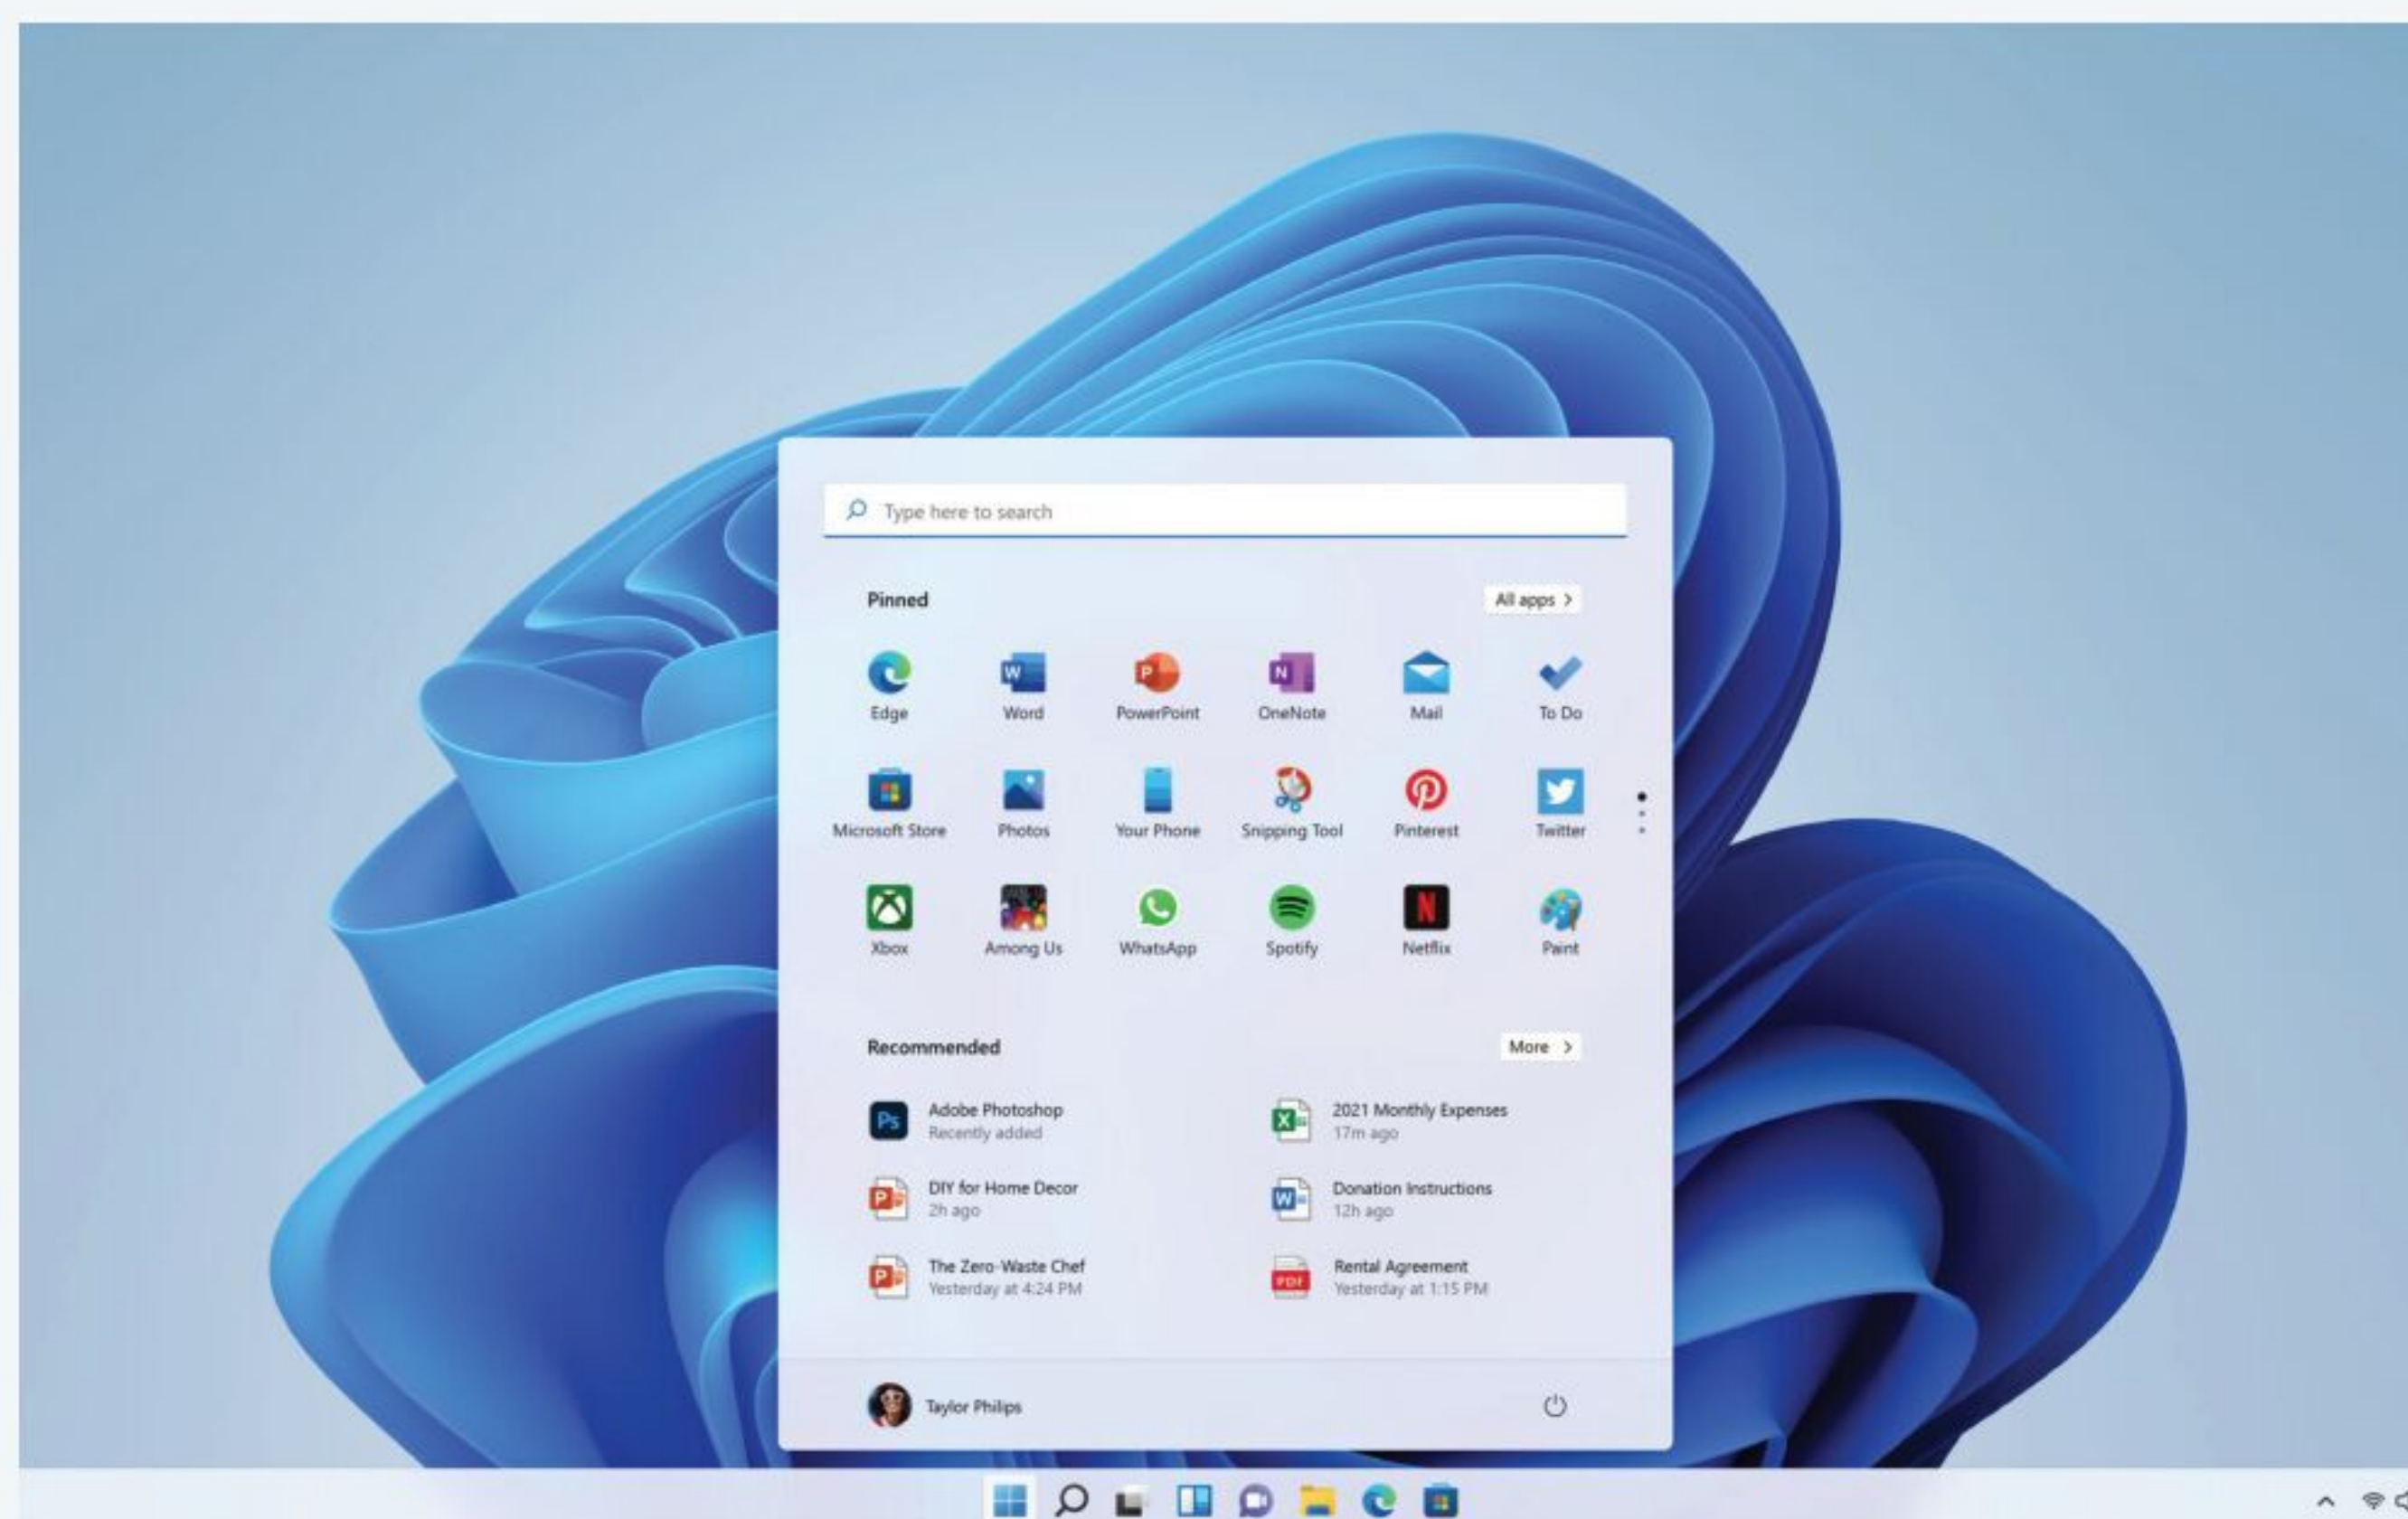 Type here to search
Pinned
All apps >
Edge
Word
PowerPoint
OneNote
Mail
To Do
Microsoft Store
Photos
Your Phone
Snipping Tool
Pinterest
Twitter
Xbox
Among Us
WhatsApp
Spotify
Netflix
Paint
Recommended
More >
Adobe Photoshop
Recently added
2021 Monthly Expenses
17m ago
DIY for Home Decor
2h ago
Donation Instructions
12h ago
The Zero-Waste Chef
Yesterday at 4:24 PM
Rental Agreement
Yesterday at 1:15 PM
Taylor Philips